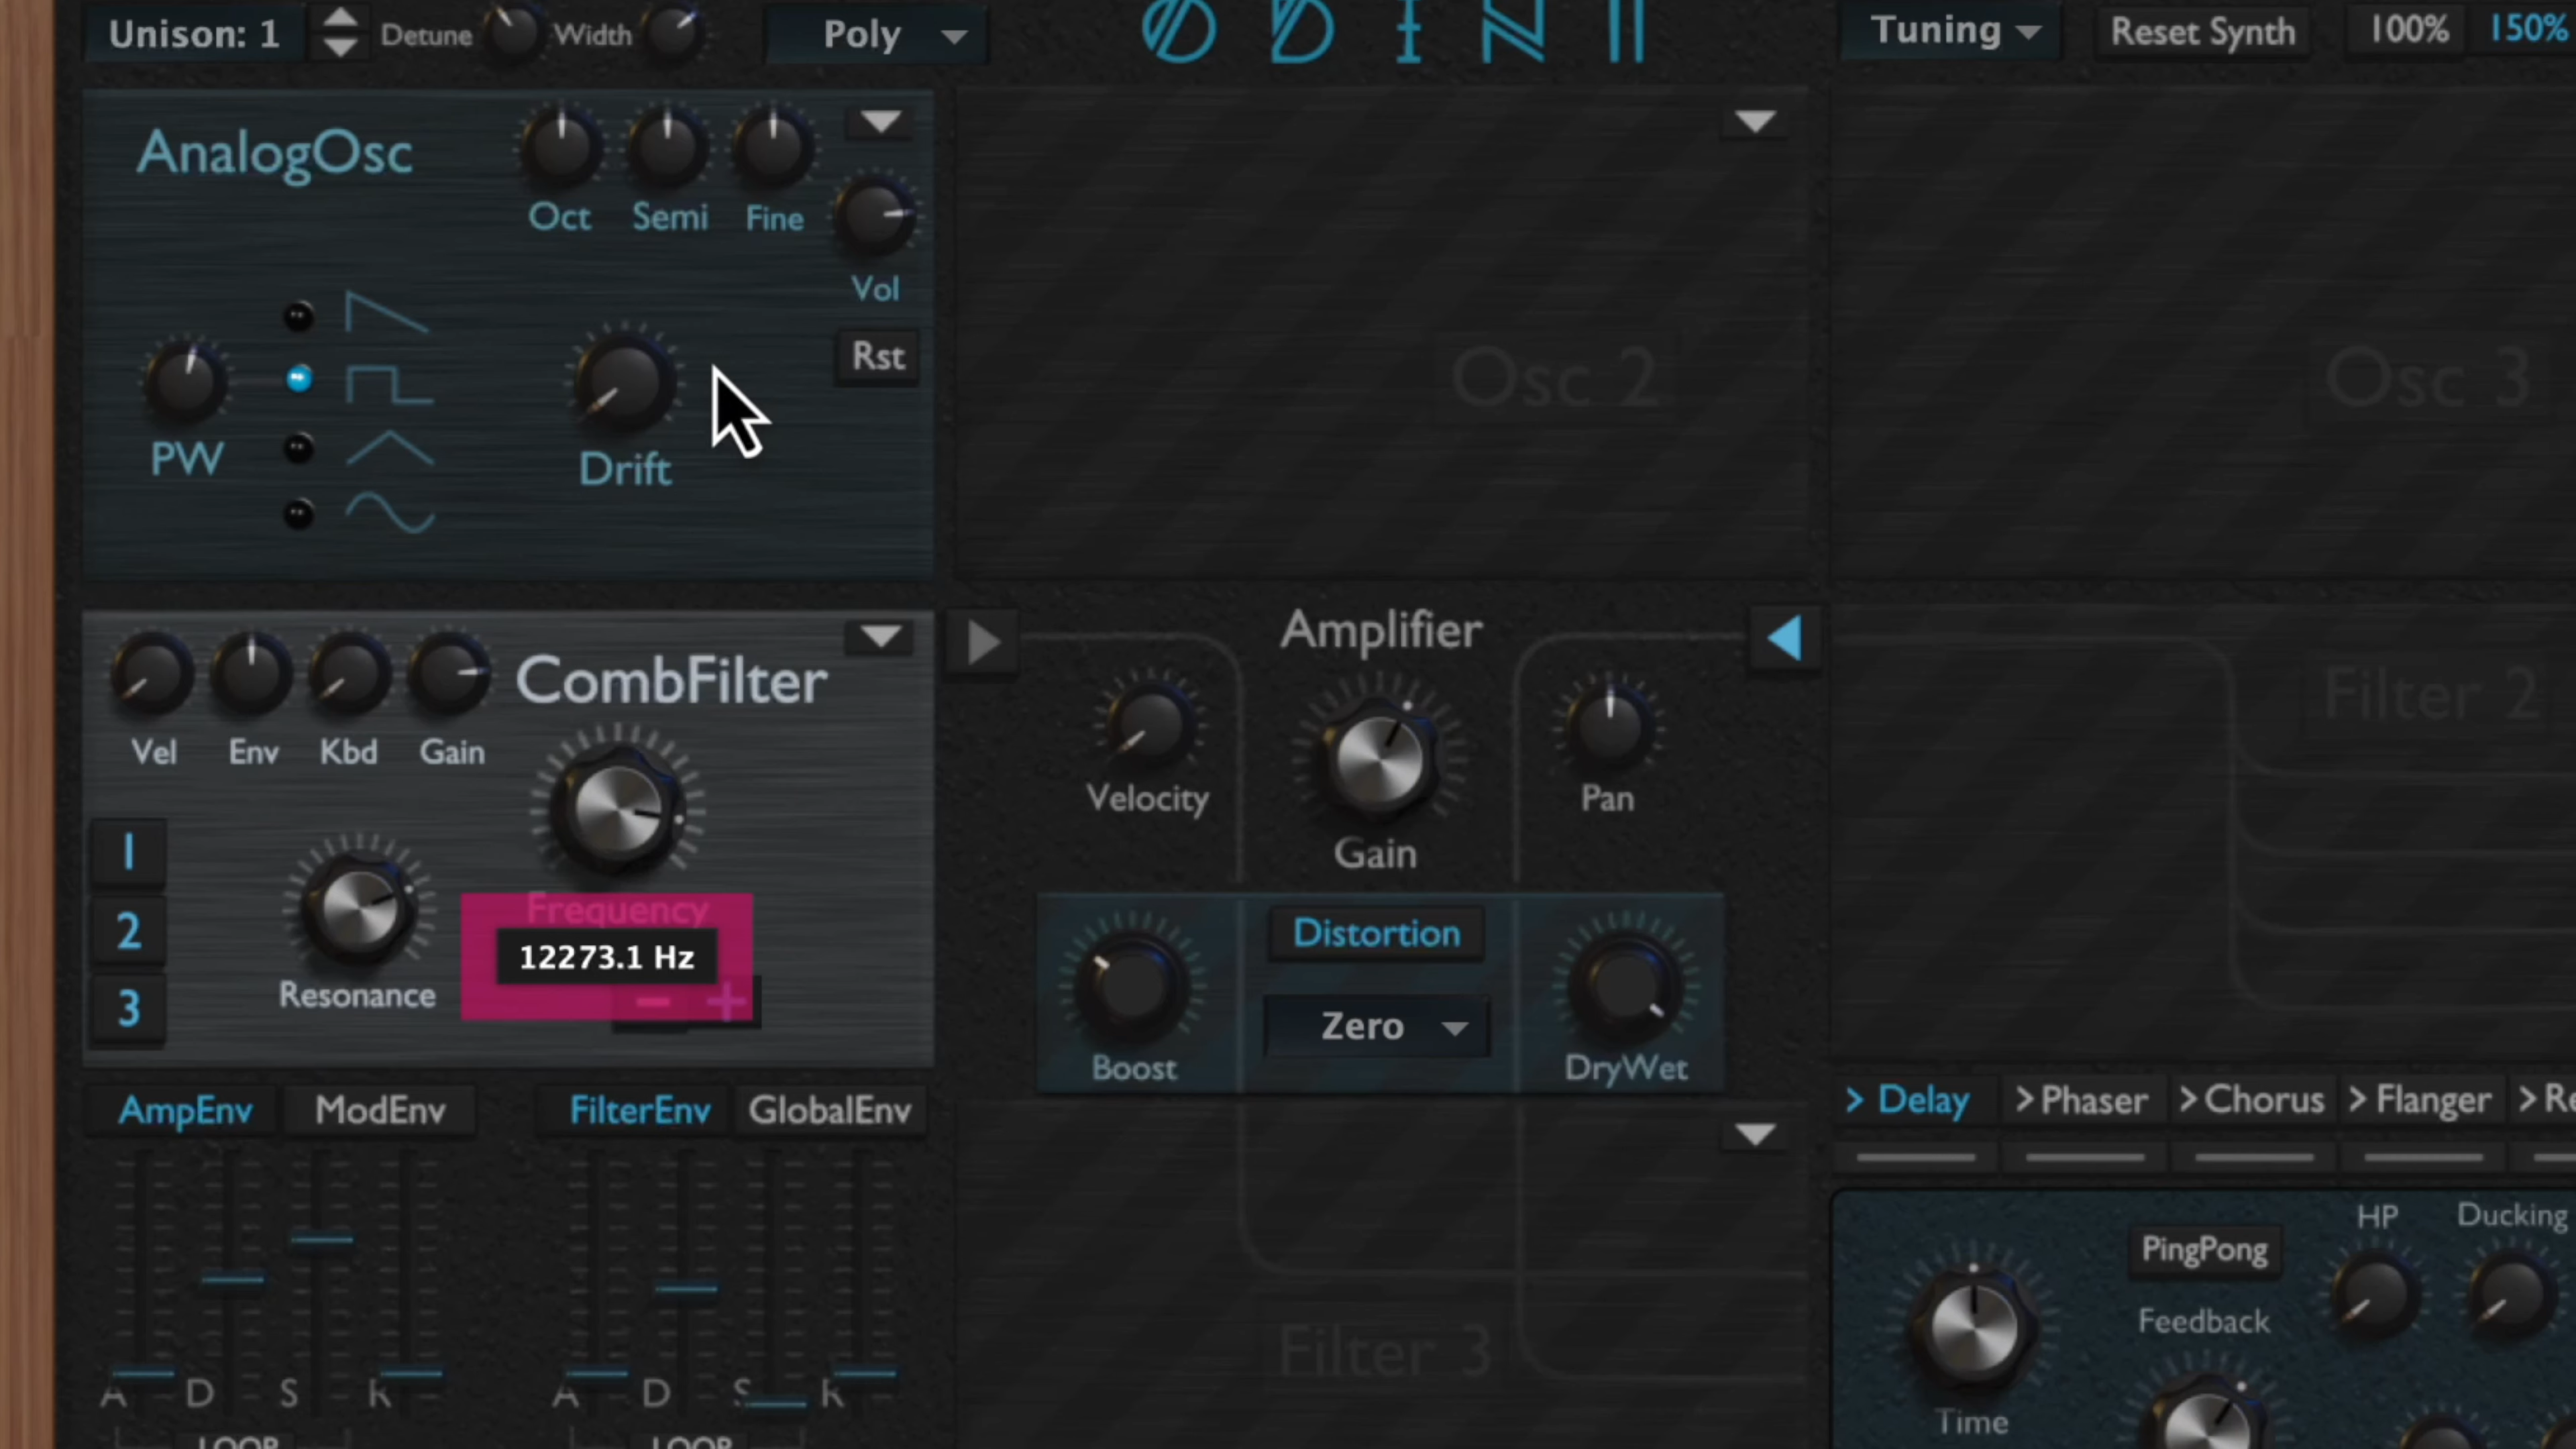 Unison: 1
Detune
Width
Poly
Tuning
Reset Synth
100%
150%
AnalogOsc
Oct
Semi
Fine
Vol
Rst
PW
Drift
Osc 2
Osc 3
Vel
Env
Kbd
Gain
CombFilter
1
2
3
Resonance
Frequency
12273.1 Hz
- +
Amplifier
Velocity
Gain
Pan
Distortion
Zero
Boost
DryWet
Filter 2
AmpEnv
ModEnv
FilterEnv
GlobalEnv
> Delay
> Phaser
> Chorus
> Flanger
A D S R
A D S R
LOOP
LOOP
Filter 3
PingPong
HP
Ducking
Feedback
Time